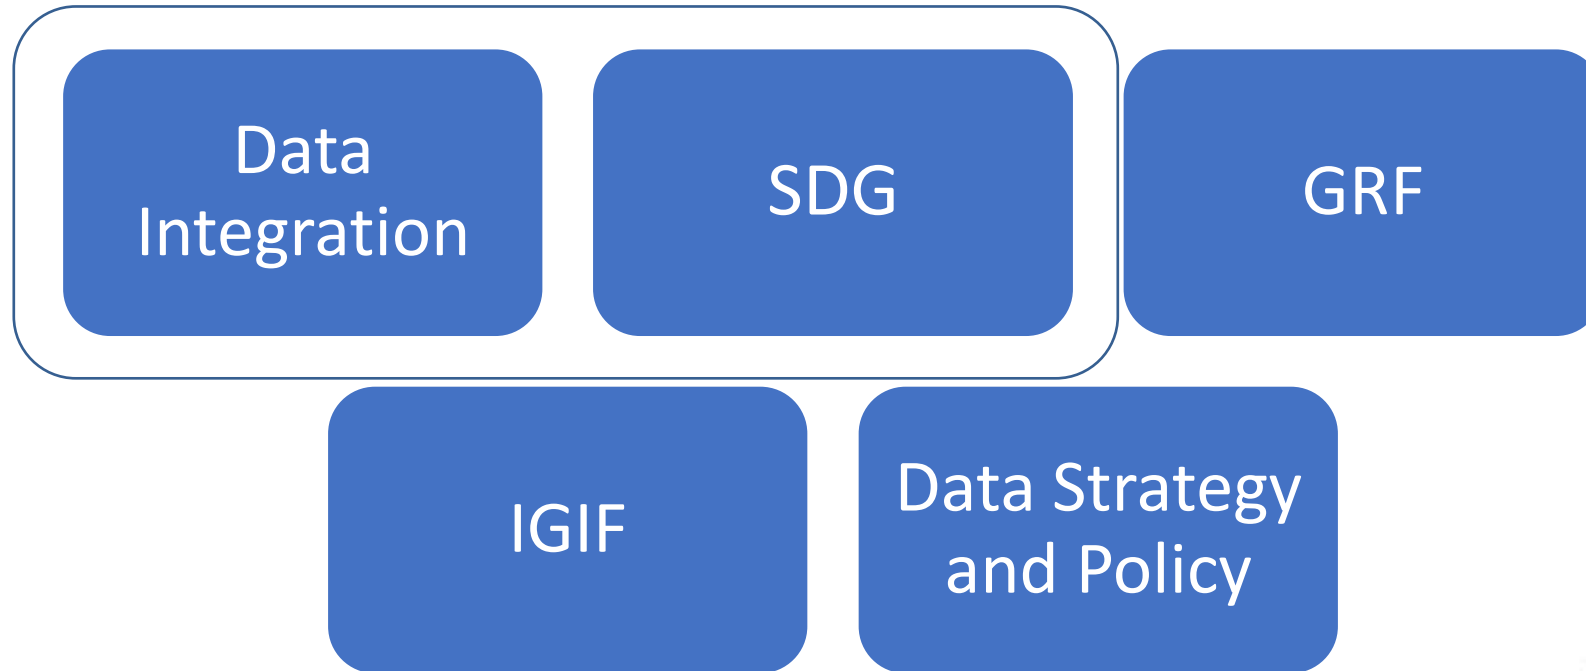 Data
Integration
SDG
GRF
IGIF
Data Strategy
and Policy